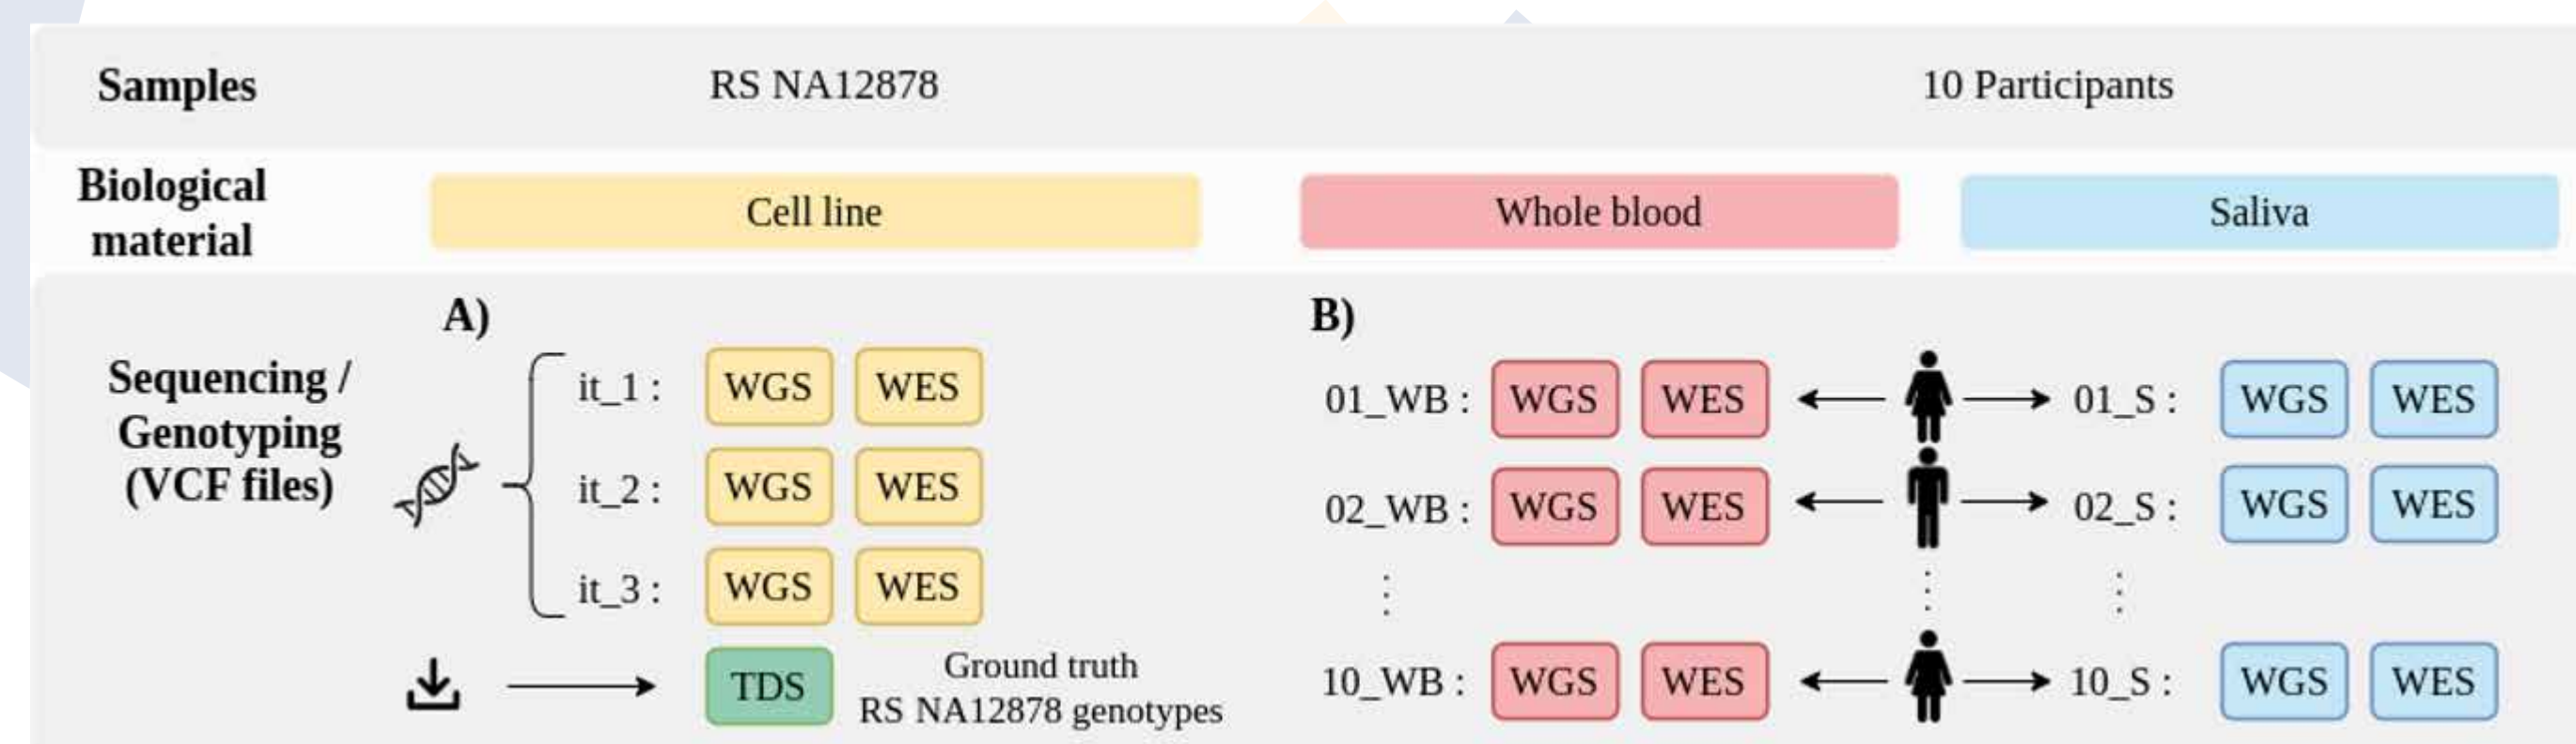 Samples RS NA12878 10 Participants
Biological
material
Cell line Whole blood Saliva
Sequencing /
Genotyping
(VCF files)
A)
it_1 : WGS WES
it_2 : WGS WES
it_3 : WGS WES
TDS
Ground truth
RS NA12878 genotypes
B)
01_WB : WGS WES 01_S : WGS WES
02_WB : WGS WES 02_S : WGS WES
⋮ ⋮ ⋮
10_WB : WGS WES 10_S : WGS WES